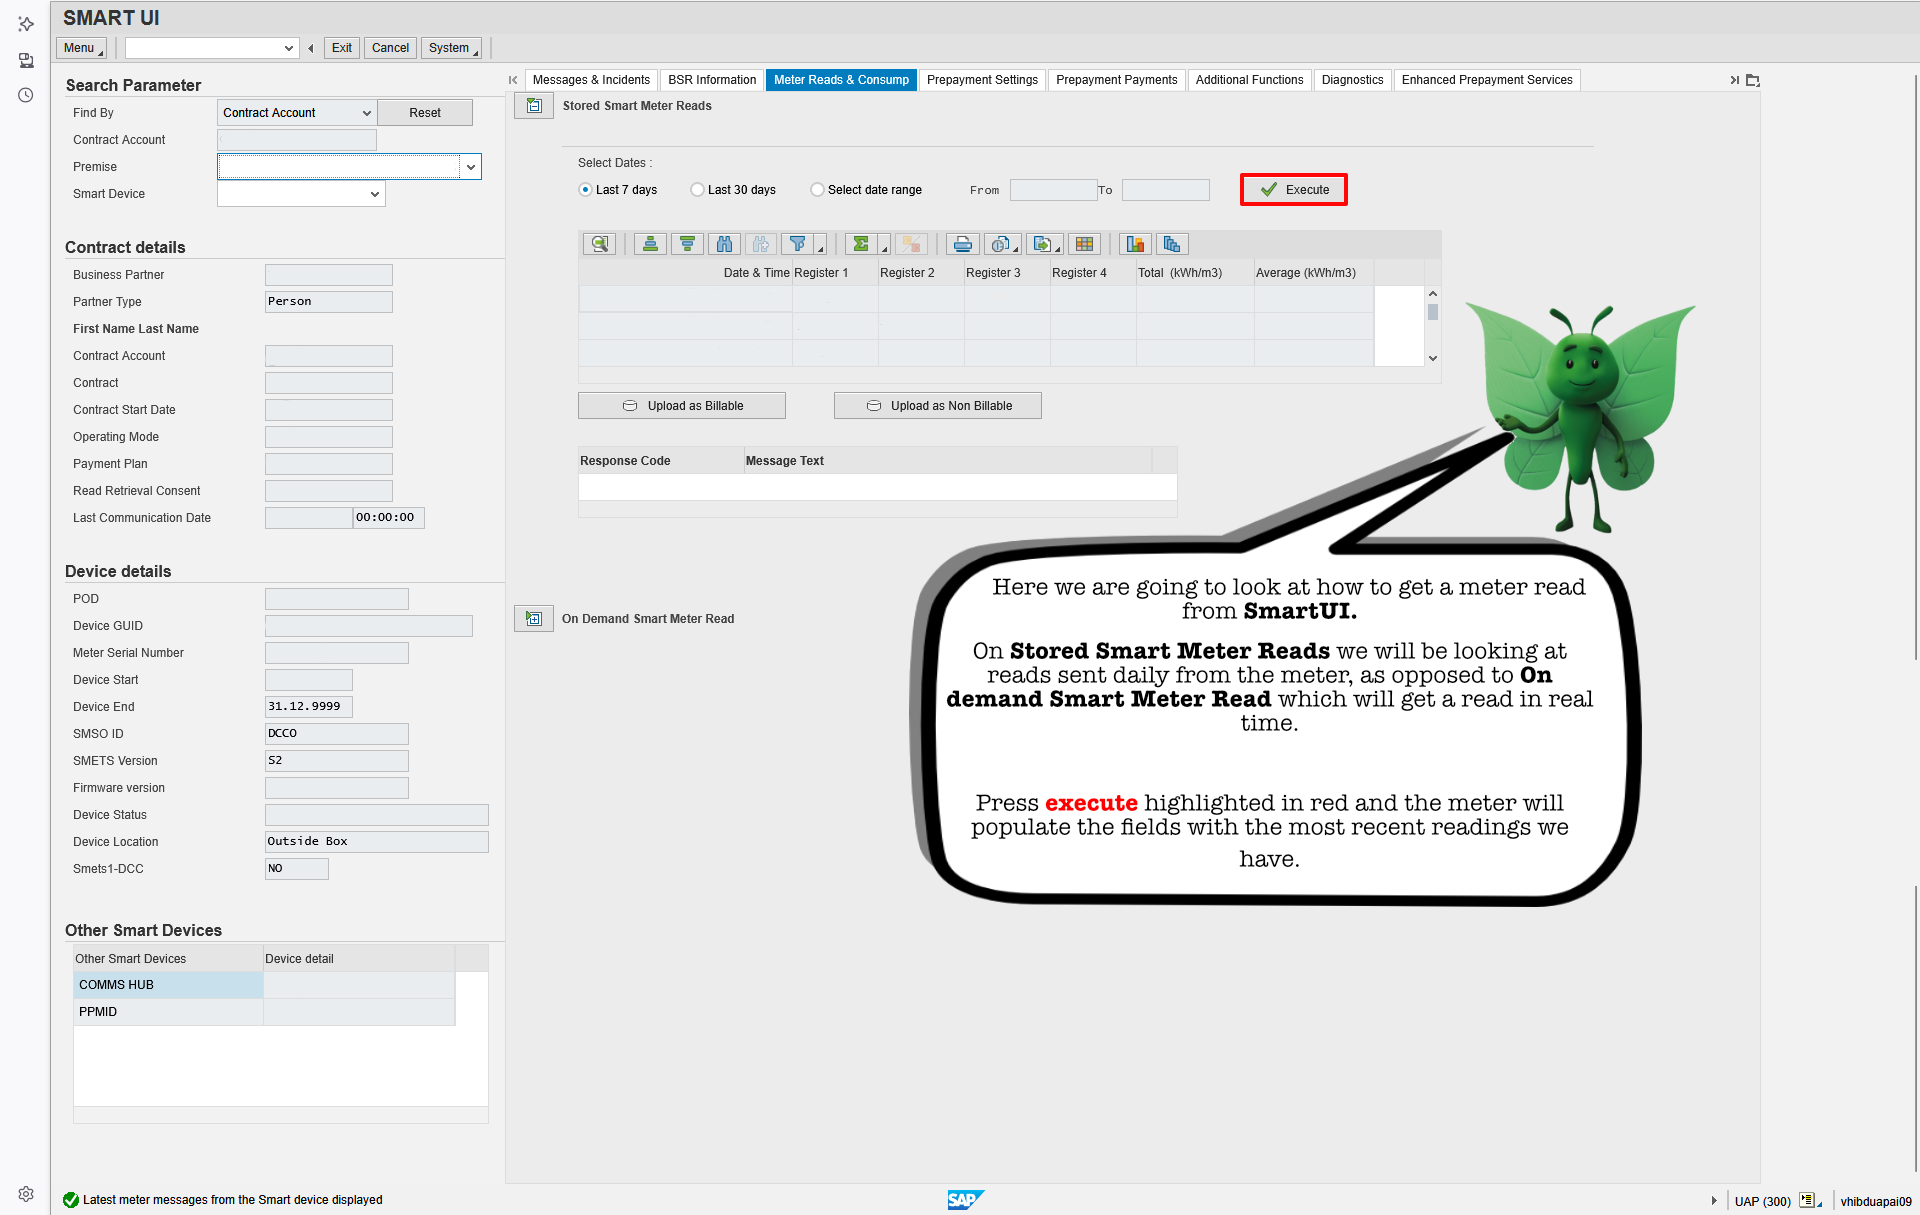 SMART UI
Menu
Exit
Cancel
System
Search Parameter
Find By
Contract Account
Reset
Contract Account
Premise
Smart Device
Contract details
Business Partner
Partner Type
Person
First Name Last Name
Contract Account
Contract
Contract Start Date
Operating Mode
Payment Plan
Read Retrieval Consent
Last Communication Date
00:00:00
Device details
POD
Device GUID
Meter Serial Number
Device Start
Device End
31.12.9999
SMSO ID
DCCO
SMETS Version
S2
Firmware version
Device Status
Device Location
Outside Box
Smets1-DCC
NO
Other Smart Devices
Other Smart Devices
Device detail
COMMS HUB
PPMID
Messages & Incidents
BSR Information
Meter Reads & Consump
Prepayment Settings
Prepayment Payments
Additional Functions
Diagnostics
Enhanced Prepayment Services
Stored Smart Meter Reads
Select Dates :
Last 7 days
Last 30 days
Select date range
From
To
Execute
Date & Time
Register 1
Register 2
Register 3
Register 4
Total (kWh/m3)
Average (kWh/m3)
Upload as Billable
Upload as Non Billable
Response Code
Message Text
On Demand Smart Meter Read
Here we are going to look at how to get a meter read
from SmartUI.
On Stored Smart Meter Reads we will be looking at
reads sent daily from the meter, as opposed to On
demand Smart Meter Read which will get a read in real
time.
Press execute highlighted in red and the meter will
populate the fields with the most recent readings we
have.
Latest meter messages from the Smart device displayed
SAP
UAP (300)
vhibduapai09